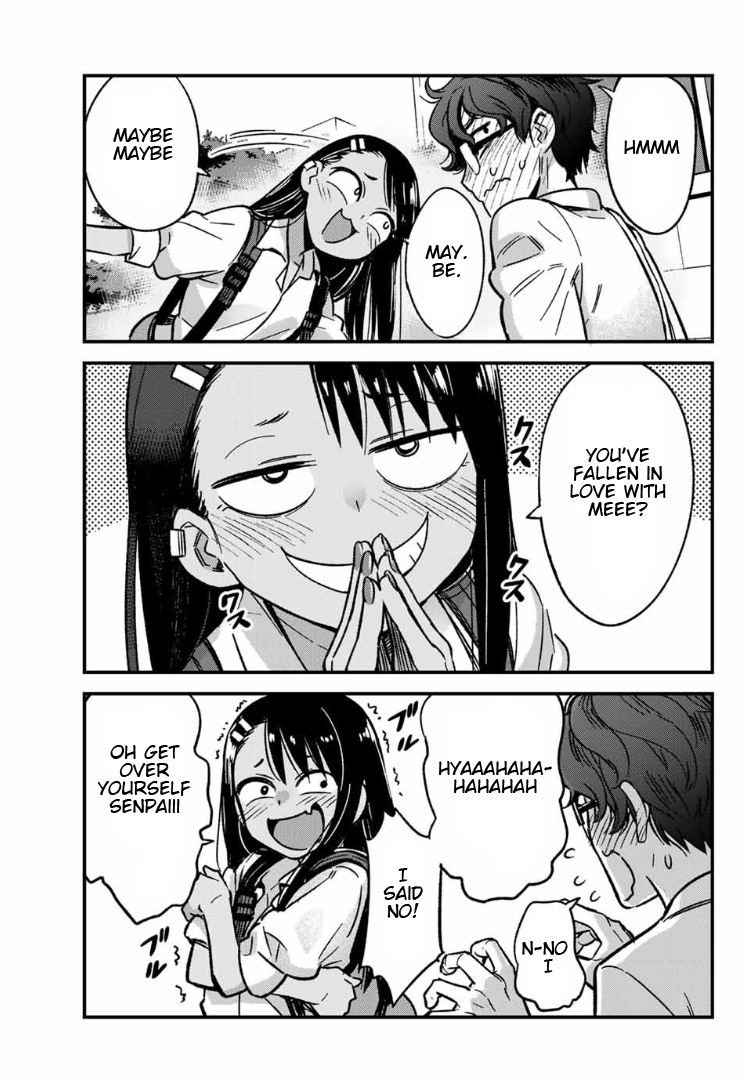 HMMM
MAY.
BE.
MAYBE
MAYBE
YOU'VE
FALLEN IN
LOVE WITH
MEEE?
クス
クス
クス
HYAAAHAHA-
HAHAHAH
N-NO
I
I
SAID
NO!
OH GET
OVER
YOURSELF
SENPAIII
ブル
ブル